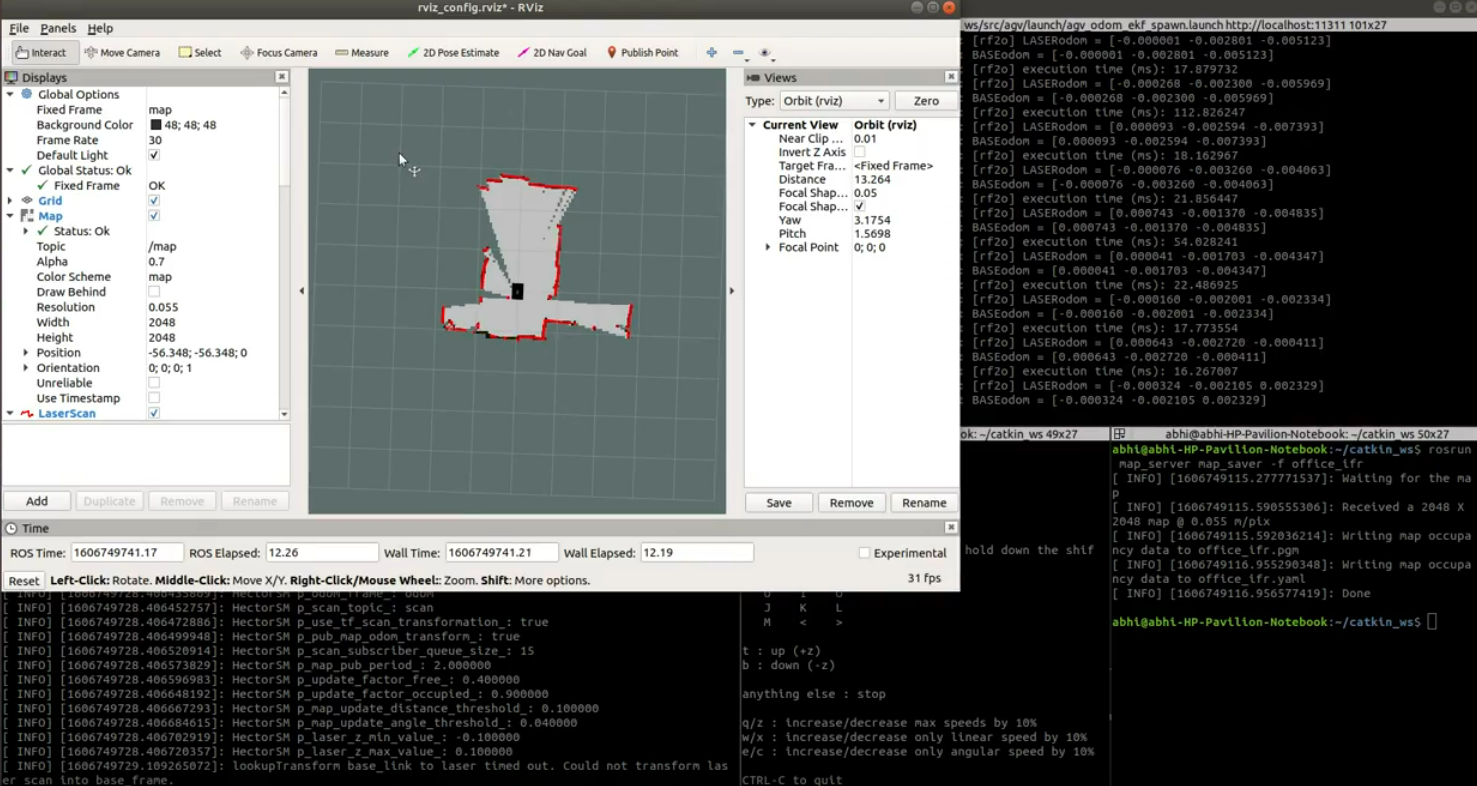 rviz_config.rviz* - RViz
File Panels Help
Interact Move Camera Select Focus Camera Measure 2D Pose Estimate 2D Nav Goal Publish Point
Displays
Global Options
Fixed Frame map
Background Color 48; 48; 48
Frame Rate 30
Default Light
Global Status: Ok
Fixed Frame OK
Grid
Map
Status: Ok
Topic /map
Alpha 0.7
Color Scheme map
Draw Behind
Resolution 0.055
Width 2048
Height 2048
Position -56.348; -56.348; 0
Orientation 0; 0; 0; 1
Unreliable
Use Timestamp
LaserScan
Add Duplicate Remove Rename
Views
Type: Orbit (rviz) Zero
Current View Orbit (rviz)
Near Clip ... 0.01
Invert Z Axis
Target Fra... <Fixed Frame>
Distance 13.264
Focal Shap... 0.05
Focal Shap...
Yaw 3.1754
Pitch 1.5698
Focal Point 0; 0; 0
Save Remove Rename
Time
ROS Time: 1606749741.17 ROS Elapsed: 12.26 Wall Time: 1606749741.21 Wall Elapsed: 12.19 Experimental
Reset Left-Click: Rotate. Middle-Click: Move X/Y. Right-Click/Mouse Wheel:: Zoom. Shift: More options. 31 fps
ws/src/agv/launch/agv_odom_ekf_spawn.launch http://localhost:11311 101x27
: [rf2o] LASERodom = [-0.000001 -0.002801 -0.005123]
: BASEodom = [-0.000001 -0.002801 -0.005123]
: [rf2o] execution time (ms): 17.879732
: [rf2o] LASERodom = [-0.000268 -0.002300 -0.005969]
: BASEodom = [-0.000268 -0.002300 -0.005969]
: [rf2o] execution time (ms): 112.826247
: [rf2o] LASERodom = [0.000093 -0.002594 -0.007393]
: BASEodom = [0.000093 -0.002594 -0.007393]
: [rf2o] execution time (ms): 18.162967
: [rf2o] LASERodom = [-0.000076 -0.003260 -0.004063]
: BASEodom = [-0.000076 -0.003260 -0.004063]
: [rf2o] execution time (ms): 21.856447
: [rf2o] LASERodom = [0.000743 -0.001370 -0.004835]
: BASEodom = [0.000743 -0.001370 -0.004835]
: [rf2o] execution time (ms): 54.028241
: [rf2o] LASERodom = [0.000041 -0.001703 -0.004347]
: BASEodom = [0.000041 -0.001703 -0.004347]
: [rf2o] execution time (ms): 22.486925
: [rf2o] LASERodom = [-0.000160 -0.002001 -0.002334]
: BASEodom = [-0.000160 -0.002001 -0.002334]
: [rf2o] execution time (ms): 17.773554
: [rf2o] LASERodom = [0.000643 -0.002720 -0.000411]
: BASEodom = [0.000643 -0.002720 -0.000411]
: [rf2o] execution time (ms): 16.267007
: [rf2o] LASERodom = [-0.000324 -0.002105 0.002329]
: BASEodom = [-0.000324 -0.002105 0.002329]
ok: ~/catkin_ws 49x27
hold down the shif
U I O
J K L
M < >
t : up (+z)
b : down (-z)
anything else : stop
q/z : increase/decrease max speeds by 10%
w/x : increase/decrease only linear speed by 10%
e/c : increase/decrease only angular speed by 10%
CTRL-C to quit
abhi@abhi-HP-Pavilion-Notebook: ~/catkin_ws 50x27
abhi@abhi-HP-Pavilion-Notebook:~/catkin_ws$ rosrun
map_server map_saver -f office_ifr
[ INFO] [1606749115.277771537]: Waiting for the ma
p
[ INFO] [1606749115.590555306]: Received a 2048 X
2048 map @ 0.055 m/pix
[ INFO] [1606749115.592036214]: Writing map occupa
ncy data to office_ifr.pgm
[ INFO] [1606749116.955290348]: Writing map occupa
ncy data to office_ifr.yaml
[ INFO] [1606749116.956577419]: Done
abhi@abhi-HP-Pavilion-Notebook:~/catkin_ws$
[ INFO] [1606749728.406435809]: HectorSM p_odom_frame_: odom
[ INFO] [1606749728.406452757]: HectorSM p_scan_topic_: scan
[ INFO] [1606749728.406472886]: HectorSM p_use_tf_scan_transformation_: true
[ INFO] [1606749728.406499948]: HectorSM p_pub_map_odom_transform_: true
[ INFO] [1606749728.406520914]: HectorSM p_scan_subscriber_queue_size_: 15
[ INFO] [1606749728.406573829]: HectorSM p_map_pub_period_: 2.000000
[ INFO] [1606749728.406596983]: HectorSM p_update_factor_free_: 0.400000
[ INFO] [1606749728.406648192]: HectorSM p_update_factor_occupied_: 0.900000
[ INFO] [1606749728.406667293]: HectorSM p_map_update_distance_threshold_: 0.100000
[ INFO] [1606749728.406684615]: HectorSM p_map_update_angle_threshold_: 0.040000
[ INFO] [1606749728.406702919]: HectorSM p_laser_z_min_value_: -0.100000
[ INFO] [1606749728.406720357]: HectorSM p_laser_z_max_value_: 0.100000
[ INFO] [1606749729.109265072]: lookupTransform base_link to laser timed out. Could not transform las
er scan into base_frame.